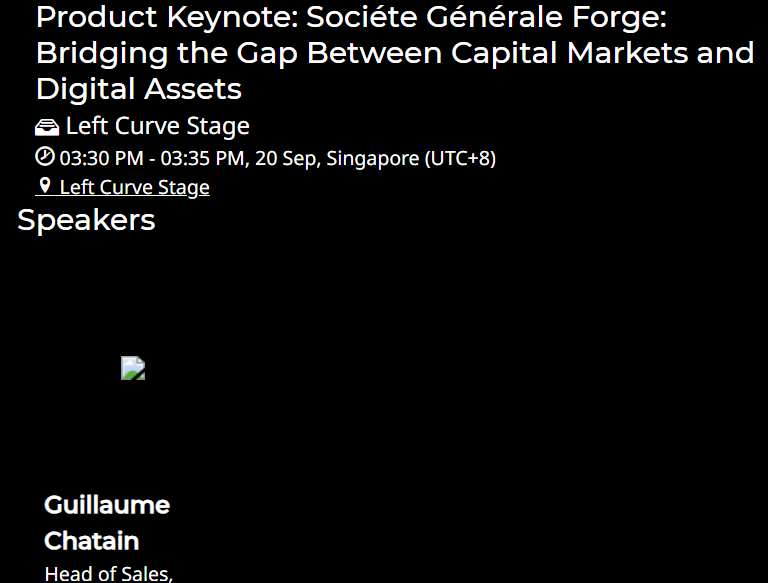 Product Keynote: Sociéte Générale Forge:
Bridging the Gap Between Capital Markets and
Digital Assets
Left Curve Stage
03:30 PM - 03:35 PM, 20 Sep, Singapore (UTC+8)
Left Curve Stage
Speakers
Guillaume
Chatain
Head of Sales,